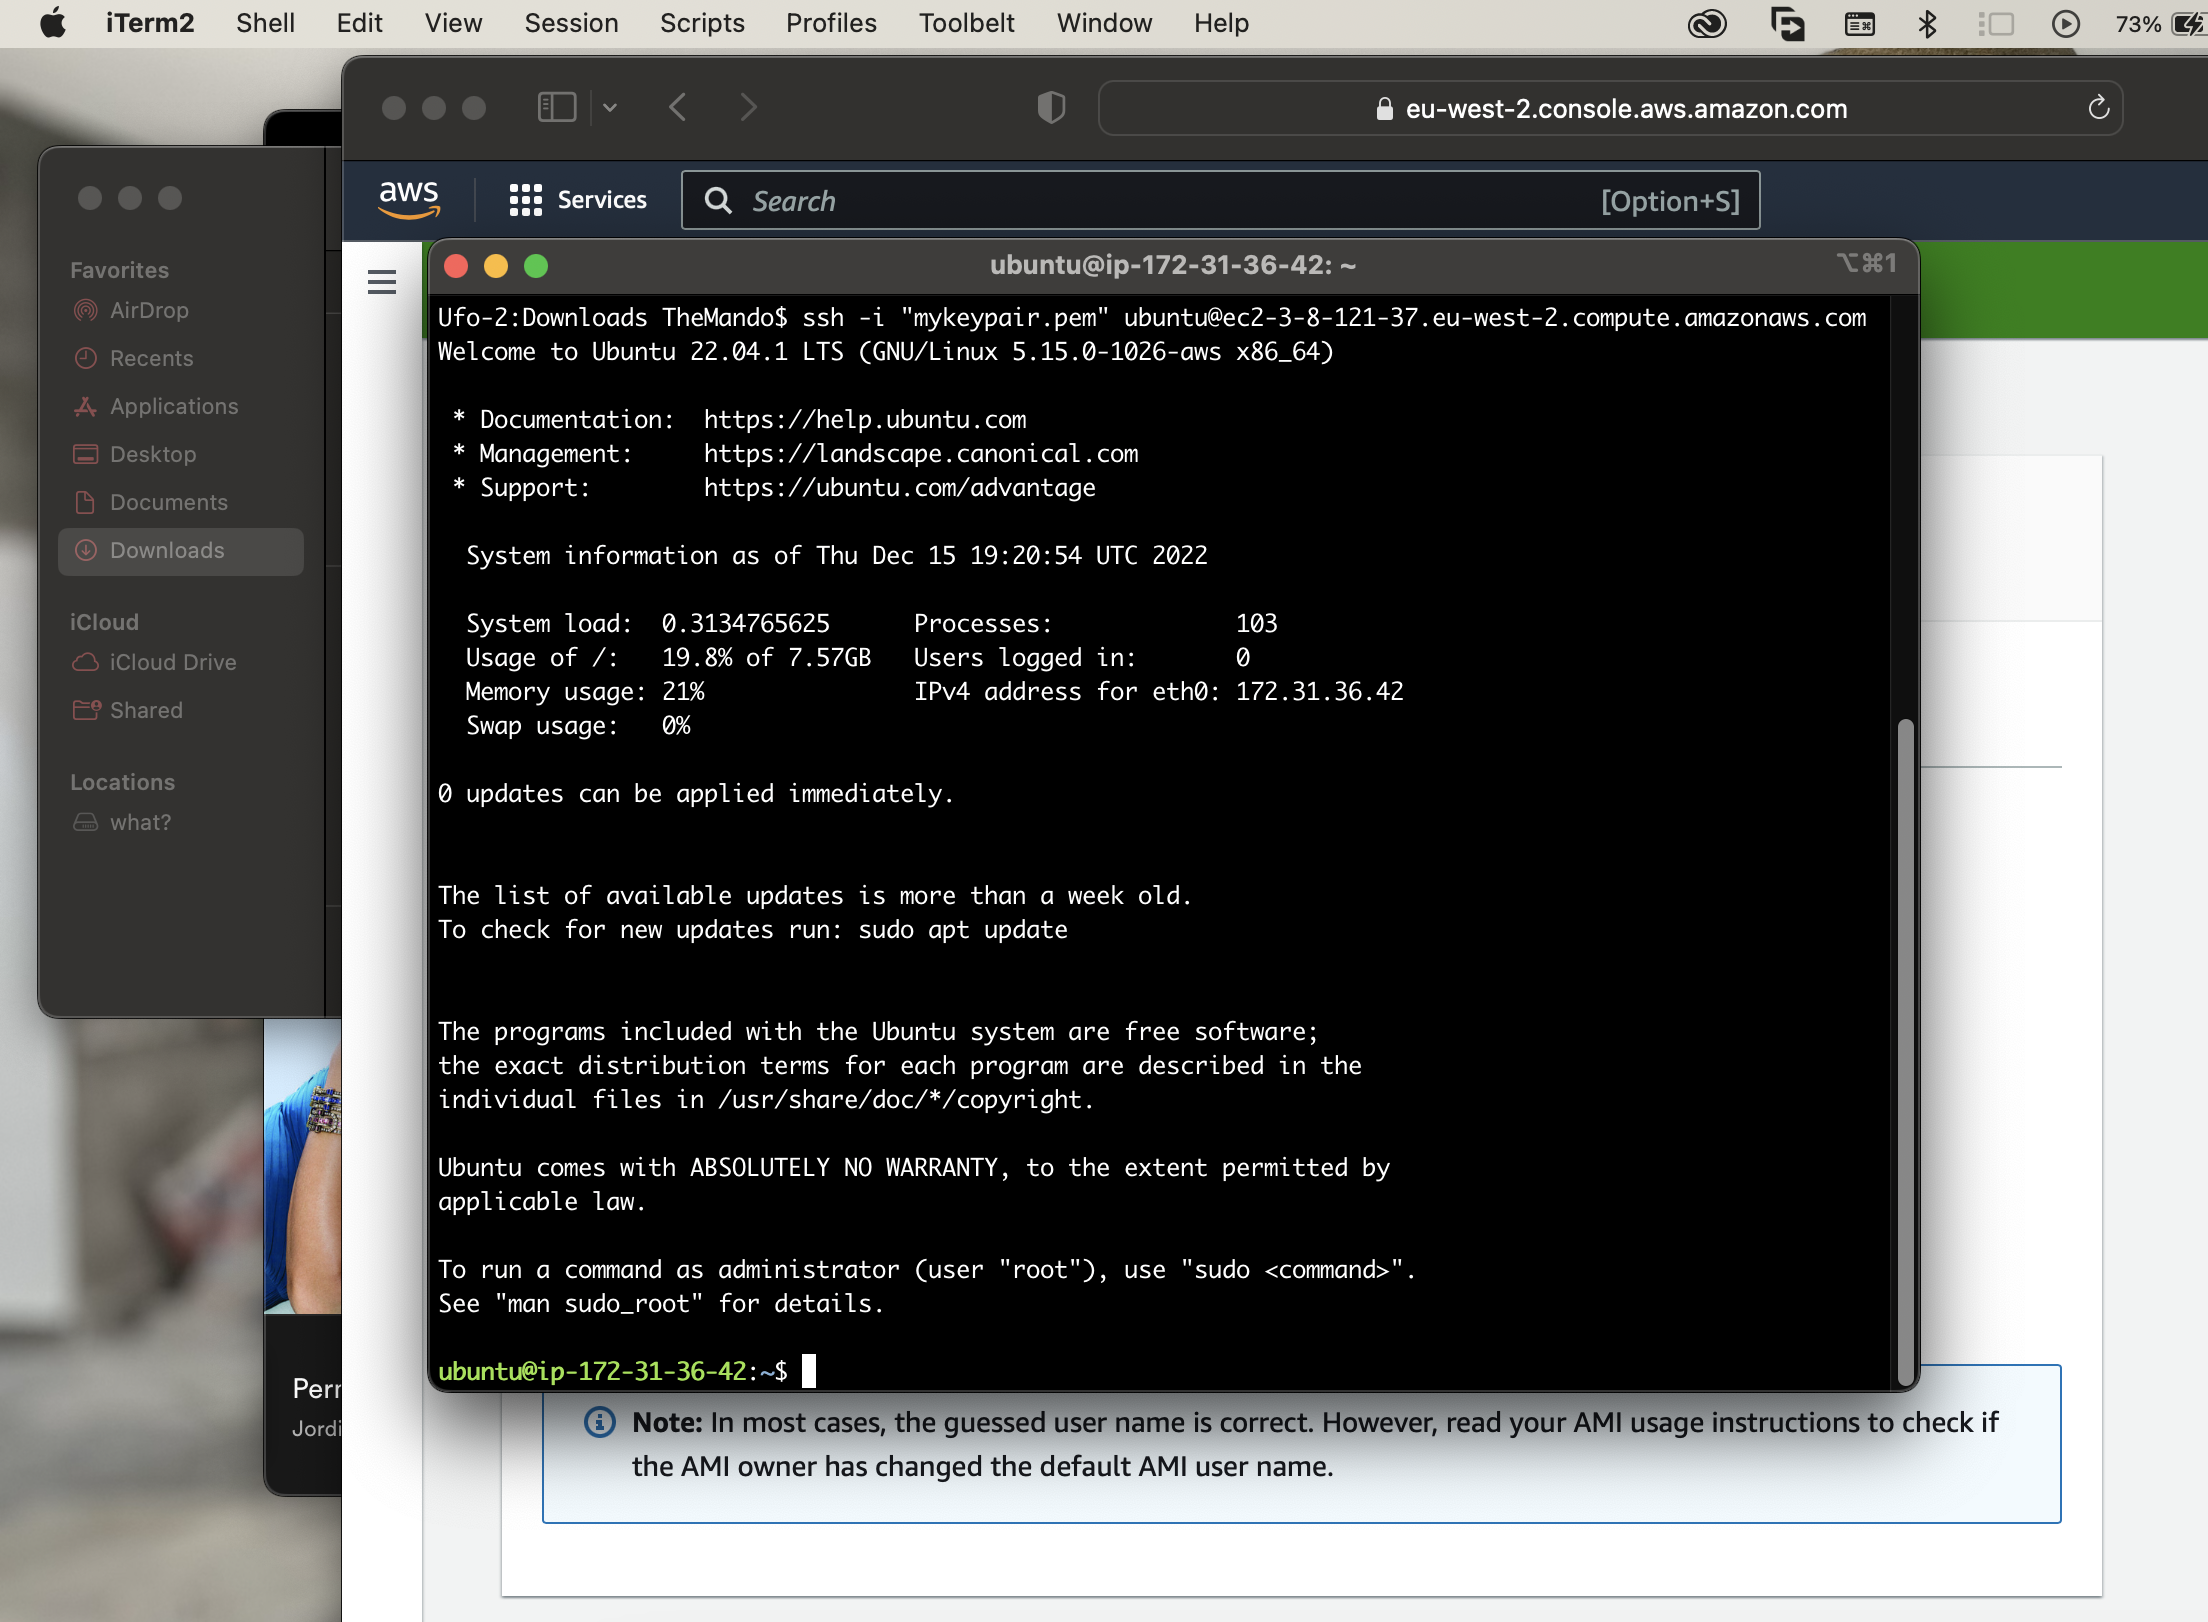 iTerm2 Shell Edit View Session Scripts Profiles Toolbelt Window Help 73%
eu-west-2.console.aws.amazon.com
aws Services Search [Option+S]
Favorites
AirDrop
Recents
Applications
Desktop
Documents
Downloads
iCloud
iCloud Drive
Shared
Locations
what?
ubuntu@ip-172-31-36-42: ~ ⌥⌘1
Ufo-2:Downloads TheMando$ ssh -i "mykeypair.pem" ubuntu@ec2-3-8-121-37.eu-west-2.compute.amazonaws.com
Welcome to Ubuntu 22.04.1 LTS (GNU/Linux 5.15.0-1026-aws x86_64)
* Documentation:  https://help.ubuntu.com
* Management:     https://landscape.canonical.com
* Support:        https://ubuntu.com/advantage
System information as of Thu Dec 15 19:20:54 UTC 2022
System load:  0.3134765625      Processes:             103
Usage of /:   19.8% of 7.57GB   Users logged in:       0
Memory usage: 21%               IPv4 address for eth0: 172.31.36.42
Swap usage:   0%
0 updates can be applied immediately.
The list of available updates is more than a week old.
To check for new updates run: sudo apt update
The programs included with the Ubuntu system are free software;
the exact distribution terms for each program are described in the
individual files in /usr/share/doc/*/copyright.
Ubuntu comes with ABSOLUTELY NO WARRANTY, to the extent permitted by
applicable law.
To run a command as administrator (user "root"), use "sudo <command>".
See "man sudo_root" for details.
ubuntu@ip-172-31-36-42:~$
Note: In most cases, the guessed user name is correct. However, read your AMI usage instructions to check if
the AMI owner has changed the default AMI user name.
Jordi